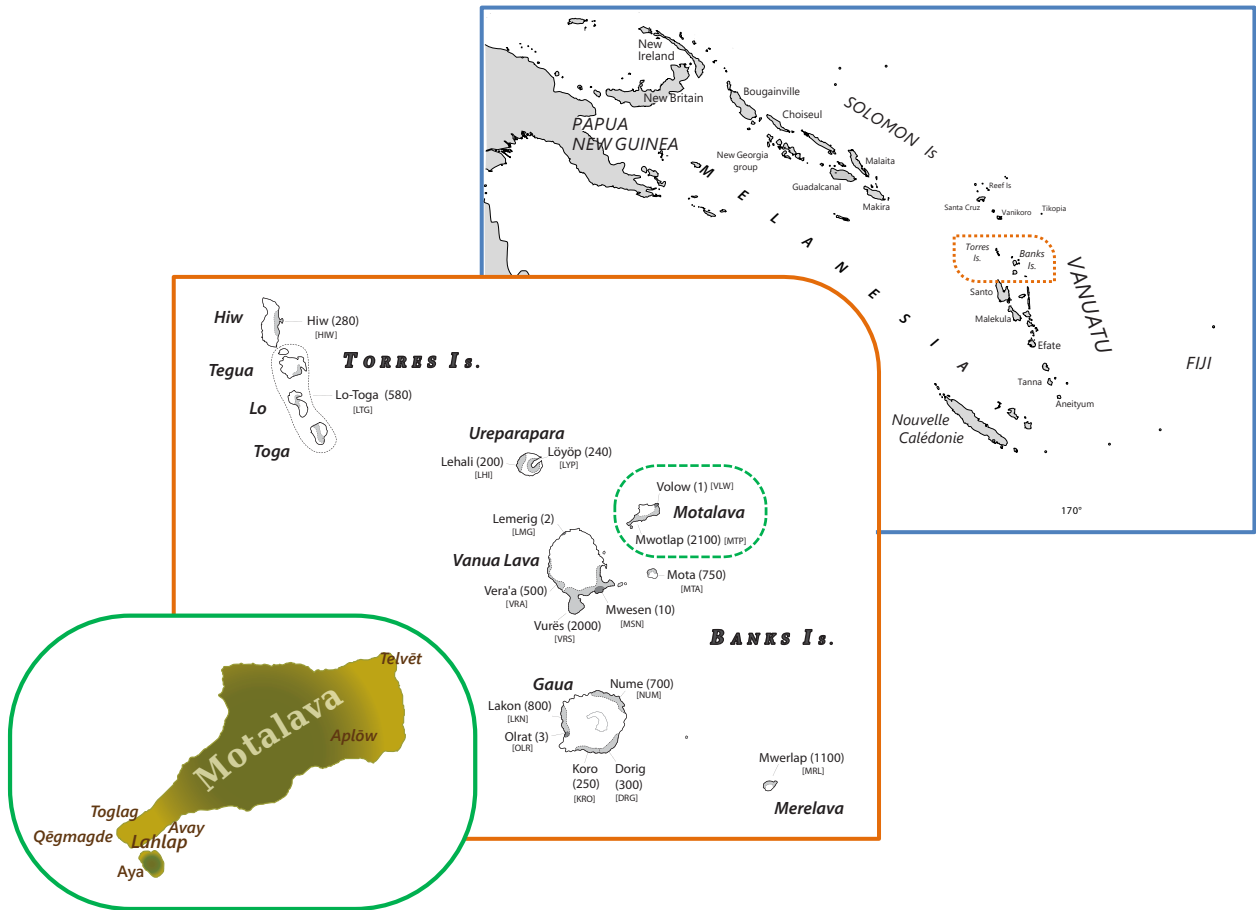 New
Ireland
New Britain
Bougainville
Choiseul
SOLOMON Is
PAPUA
NEW GUINEA
New Georgia
group
Malaita
Guadalcanal
Makira
MELANESIA
Reef Is
Santa Cruz
Vanikoro
Tikopia
Torres
Is.
Banks
Is.
VANUATU
Santo
Malekula
Efate
FIJI
Tanna
Aneityum
Nouvelle
Calédonie
170°
Hiw
Hiw (280)
[HIW]
TORRES Is.
Tegua
Lo
Lo-Toga (580)
[LTG]
Toga
Ureparapara
Löyöp (240)
[LYP]
Lehali (200)
[LHI]
Volow (1) [VLW]
Motalava
Mwotlap (2100) [MTP]
Lemerig (2)
[LMG]
Vanua Lava
Mota (750)
[MTA]
Vera'a (500)
[VRA]
Mwesen (10)
[MSN]
Vurës (2000)
[VRS]
BANKS Is.
Gaua
Nume (700)
[NUM]
Lakon (800)
[LKN]
Olrat (3)
[OLR]
Koro
(250)
[KRO]
Dorig
(300)
[DRG]
Mwerlap (1100)
[MRL]
Merelava
Telvēt
Motalava
Aplōw
Toglag
Avay
Qēgmagde
Lahlap
Aya